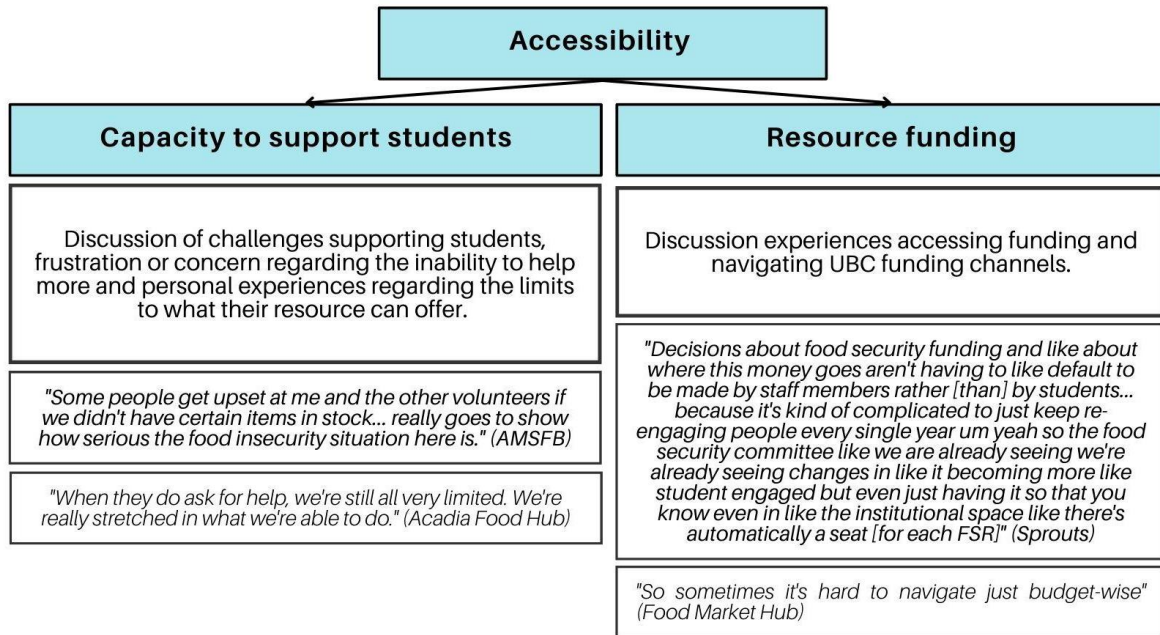 Accessibility
Capacity to support students
Discussion of challenges supporting students,
frustration or concern regarding the inability to help
more and personal experiences regarding the limits
to what their resource can offer.
"Some people get upset at me and the other volunteers if
we didn't have certain items in stock... really goes to show
how serious the food insecurity situation here is." (AMSFB)
"When they do ask for help, we're still all very limited. We're
really stretched in what we're able to do." (Acadia Food Hub)
Resource funding
Discussion experiences accessing funding and
navigating UBC funding channels.
"Decisions about food security funding and like about
where this money goes aren't having to like default to
be made by staff members rather [than] by students...
because it's kind of complicated to just keep re-
engaging people every single year um yeah so the food
security committee like we are already seeing we're
already seeing changes in like it becoming more like
student engaged but even just having it so that you
know even in like the institutional space like there's
automatically a seat [for each FSR]" (Sprouts)
"So sometimes it's hard to navigate just budget-wise"
(Food Market Hub)